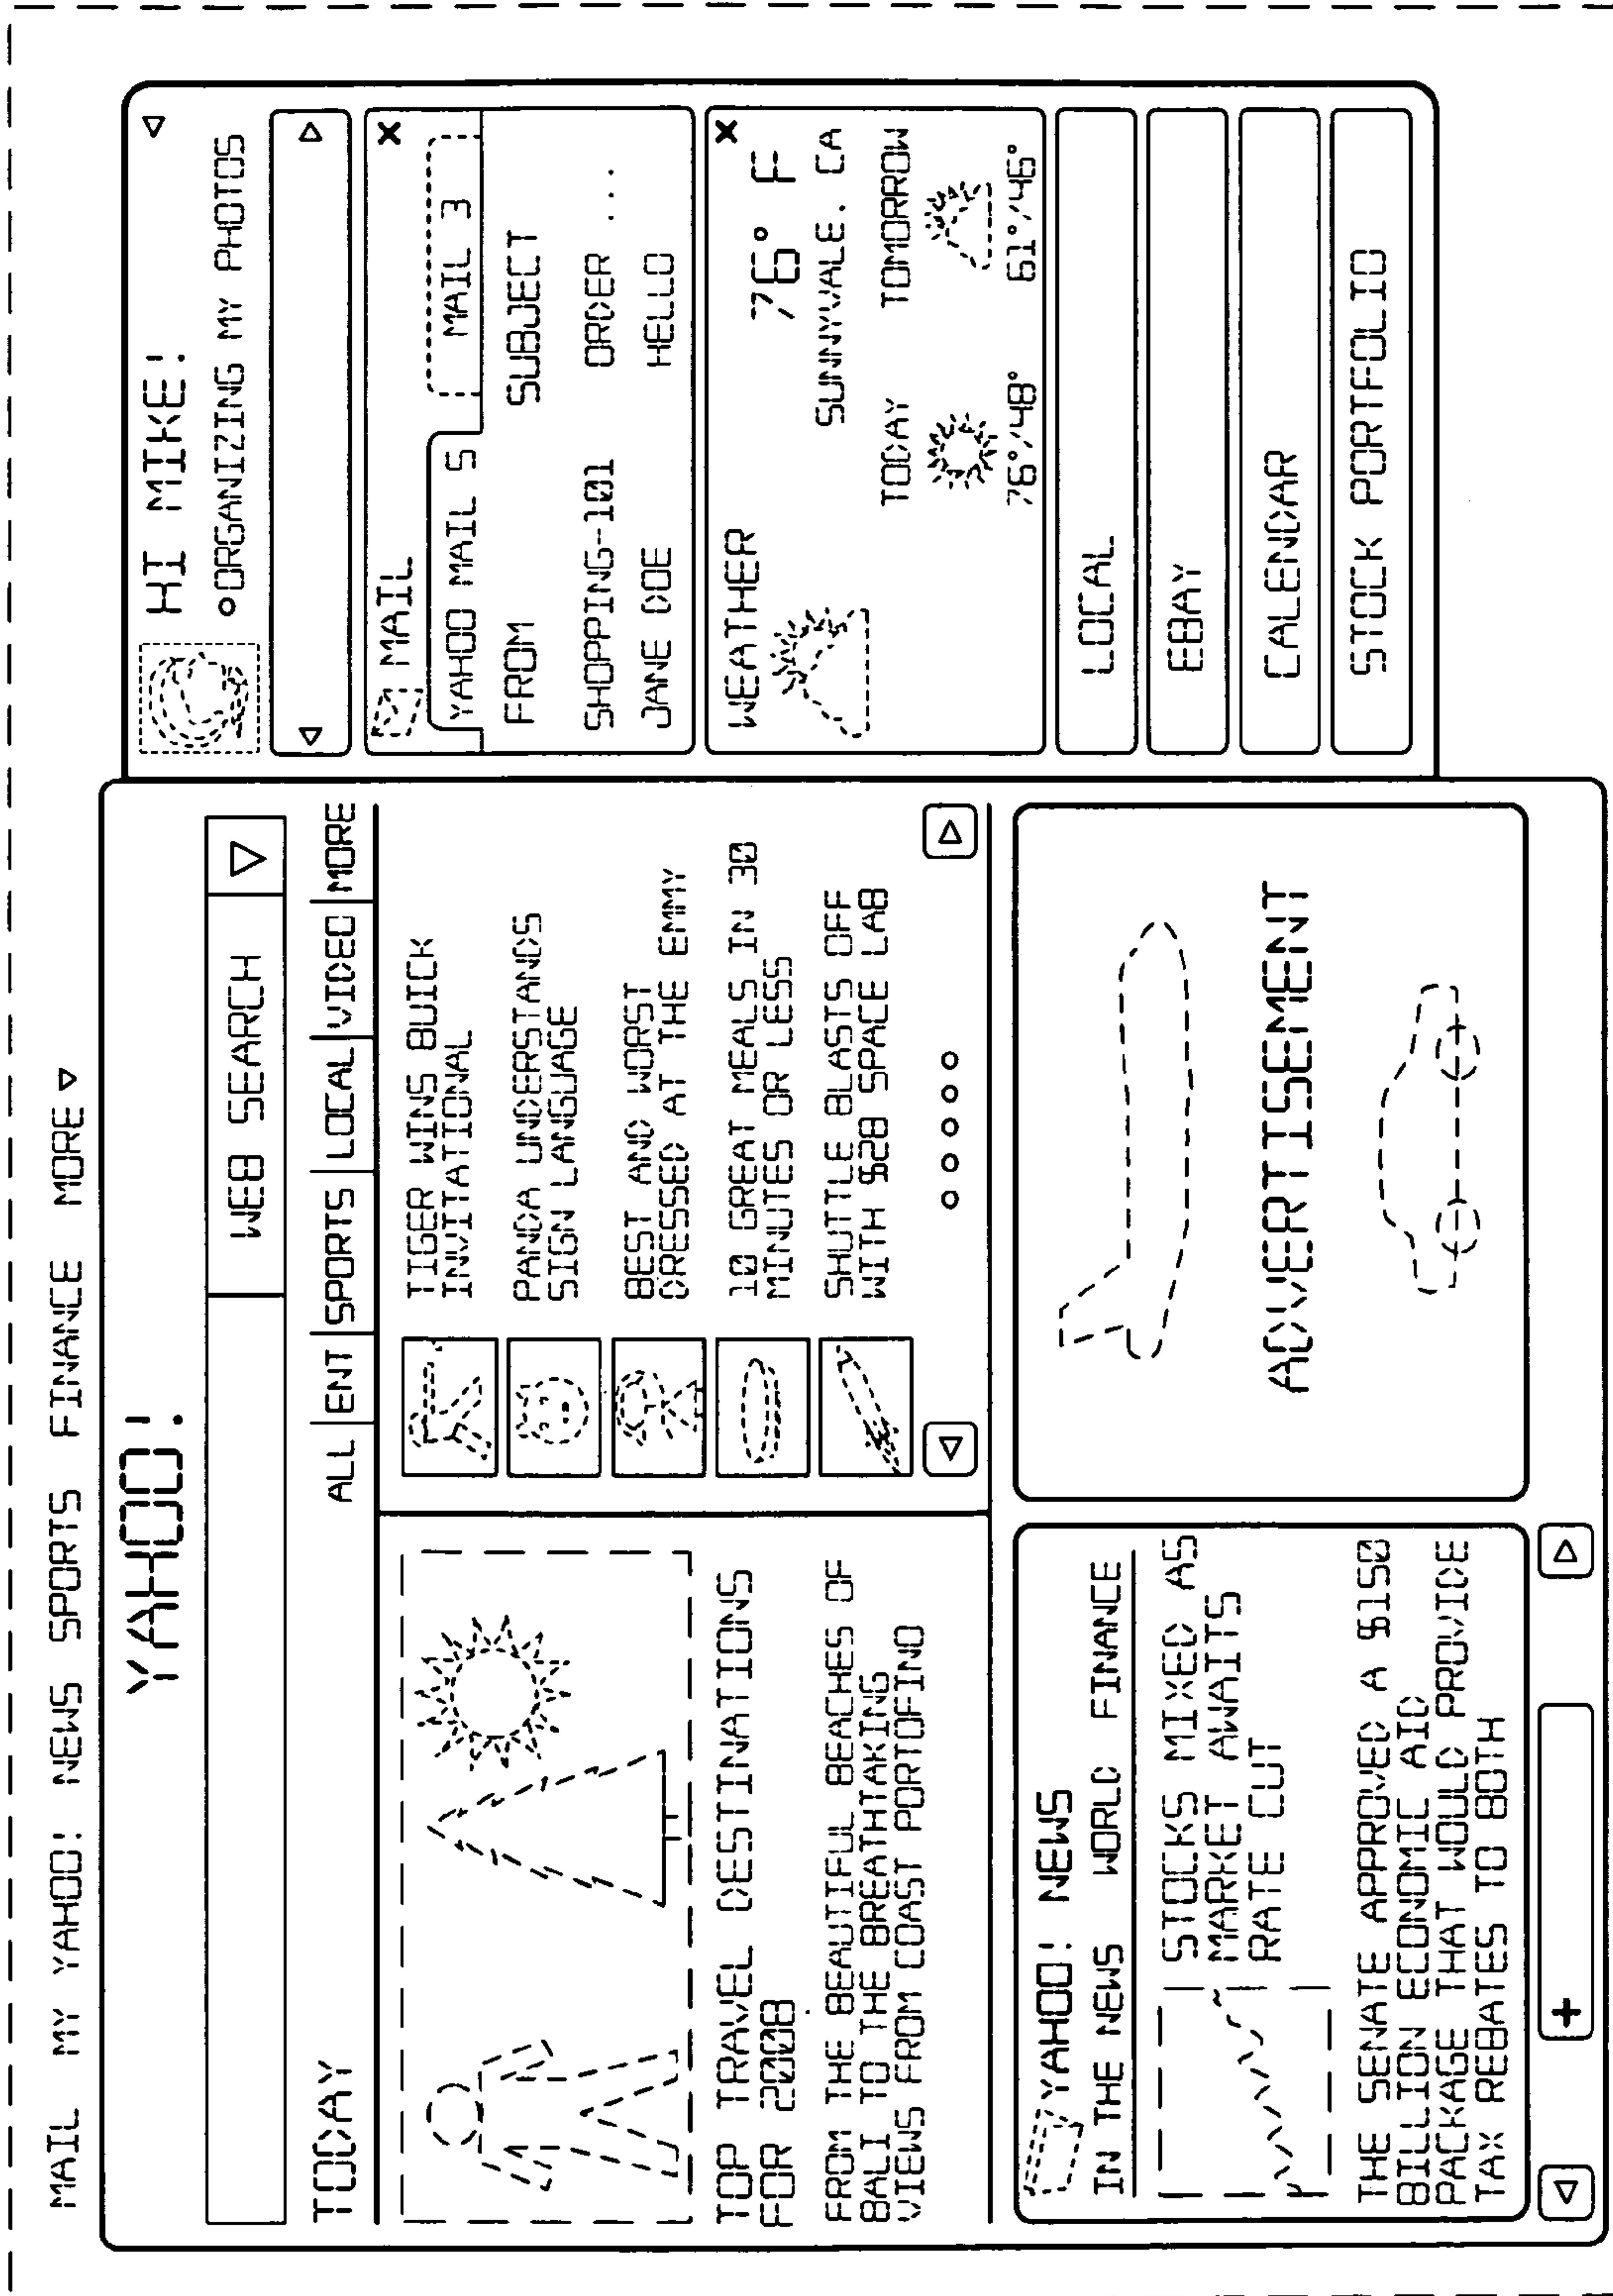 MAIL MY YAHOO! NEWS SPORTS FINANCE MORE
YAHOO!
WEB SEARCH
TODAY
ALL ENT SPORTS LOCAL VIDEO MORE
TOP TRAVEL DESTINATIONS
FOR 2008
FROM THE BEAUTIFUL BEACHES OF
BALI TO THE BREATHTAKING
VIEWS FROM COAST PORTOFINO
TIGER WINS BUICK
INVITATIONAL
PANDA UNDERSTANDS
SIGN LANGUAGE
BEST AND WORST
DRESSED AT THE EMMY
10 GREAT MEALS IN 30
MINUTES OR LESS
SHUTTLE BLASTS OFF
WITH $2B SPACE LAB
YAHOO! NEWS
IN THE NEWS WORLD FINANCE
STOCKS MIXED AS
MARKET AWAITS
RATE CUT
THE SENATE APPROVED A $150
BILLION ECONOMIC AID
PACKAGE THAT WOULD PROVIDE
TAX REBATES TO BOTH
+
ADVERTISEMENT
HI MIKE!
ORGANIZING MY PHOTOS
MAIL X
YAHOO MAIL 5 MAIL 3
FROM SUBJECT
SHOPPING-101 ORDER ...
JANE DOE HELLO
WEATHER X
76° F
SUNNYVALE, CA
TODAY TOMORROW
76°/48° 61°/46°
LOCAL
EBAY
CALENDAR
STOCK PORTFOLIO